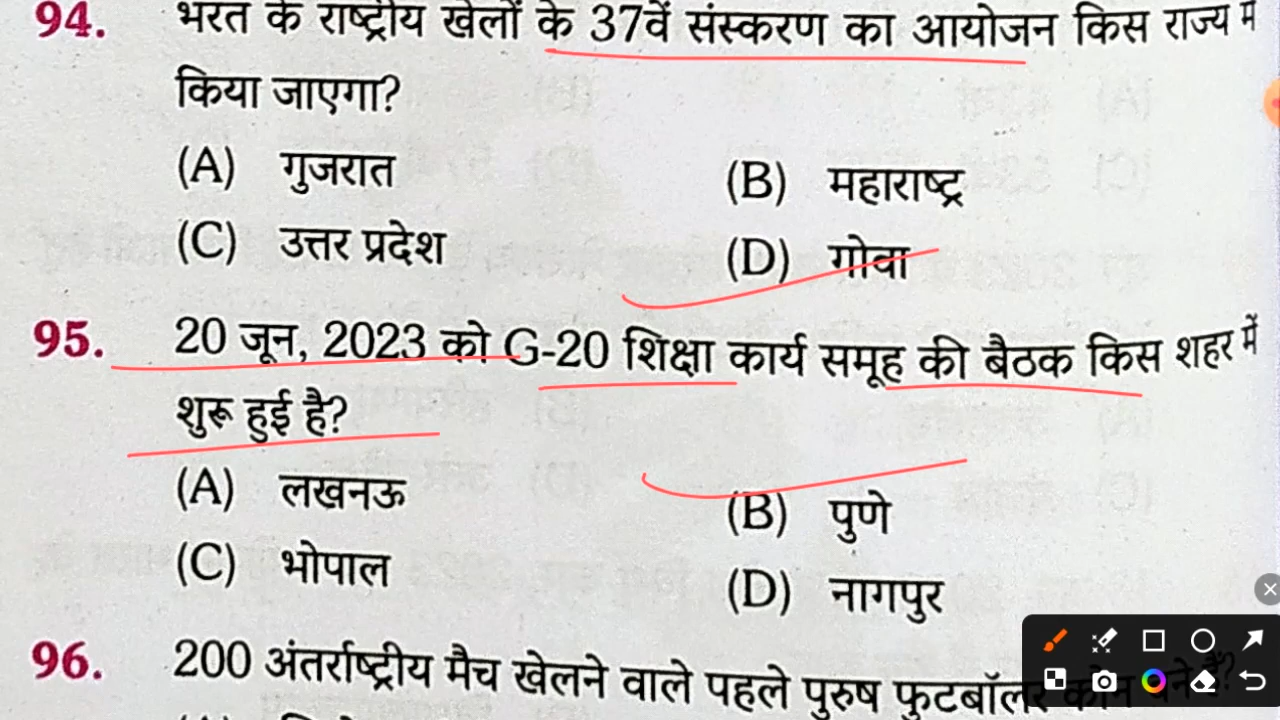 94. भरत के राष्ट्रीय खेलों के 37वें संस्करण का आयोजन किस राज्य में
किया जाएगा?
(A) गुजरात (B) महाराष्ट्र
(C) उत्तर प्रदेश (D) गोवा
95. 20 जून, 2023 को G-20 शिक्षा कार्य समूह की बैठक किस शहर में
शुरू हुई है?
(A) लखनऊ (B) पुणे
(C) भोपाल (D) नागपुर
96. 200 अंतर्राष्ट्रीय मैच खेलने वाले पहले पुरुष फुटबॉलर कौन बने हैं?